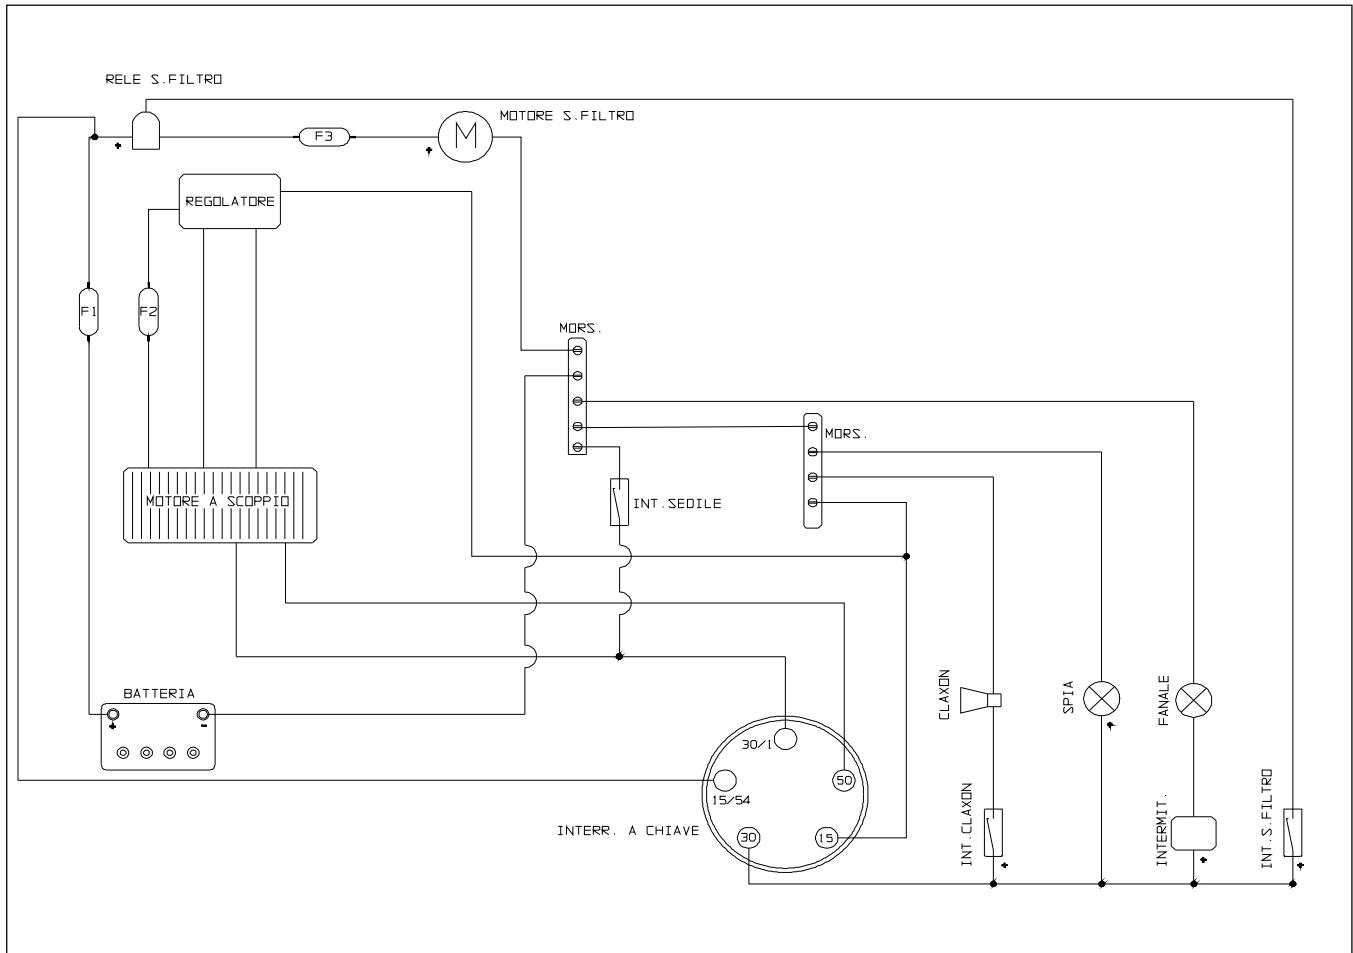 RELE S.FILTRO
MOTORE S.FILTRO
+
F3
+
M
REGOLATORE
F1
F2
MORS.
MORS.
MOTORE A SCOPPIO
INT.SEDILE
BATTERIA
+
-
CLAXON
SPIA
+
FANALE
30/1
50
15/54
INTERR. A CHIAVE
30
15
INT.CLAXON
+
INTERMIT.
+
INT.S.FILTRO
+